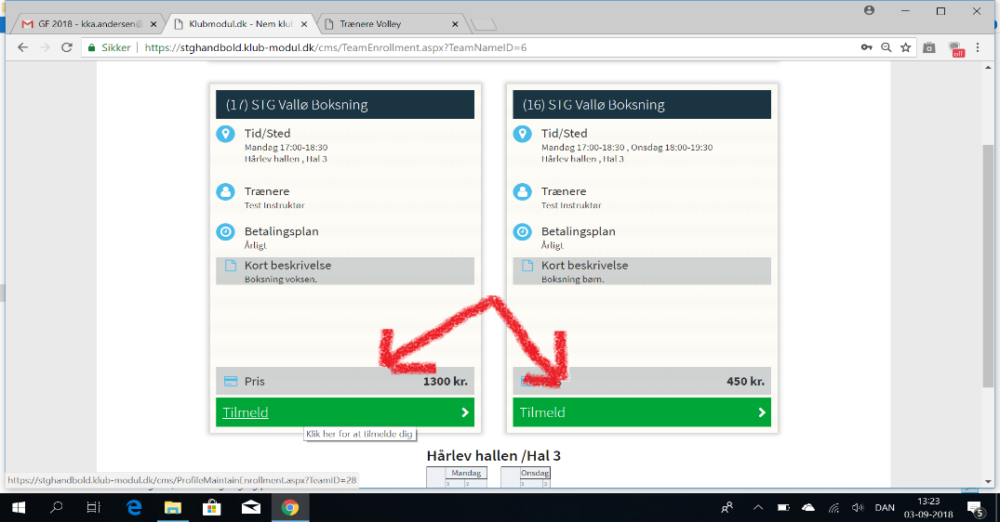 GF 2018 - kka.andersen@
Klubmodul.dk - Nem klub
Trænere Volley
Sikker
https://stghandbold.klub-modul.dk/cms/TeamEnrollment.aspx?TeamNameID=6
off
(17) STG Vallø Boksning
Tid/Sted
Mandag 17:00-18:30
Hårlev hallen , Hal 3
Trænere
Test Instruktør
Betalingsplan
Årligt
Kort beskrivelse
Boksning voksen.
Pris 1300 kr.
Tilmeld
Klik her for at tilmelde dig
(16) STG Vallø Boksning
Tid/Sted
Mandag 17:00-18:30 , Onsdag 18:00-19:30
Hårlev hallen , Hal 3
Trænere
Test Instruktør
Betalingsplan
Årligt
Kort beskrivelse
Boksning børn.
450 kr.
Tilmeld
Hårlev hallen /Hal 3
Mandag Onsdag
https://stghandbold.klub-modul.dk/cms/ProfileMaintainEnrollment.aspx?TeamID=28
DAN
13:23
03-09-2018
5